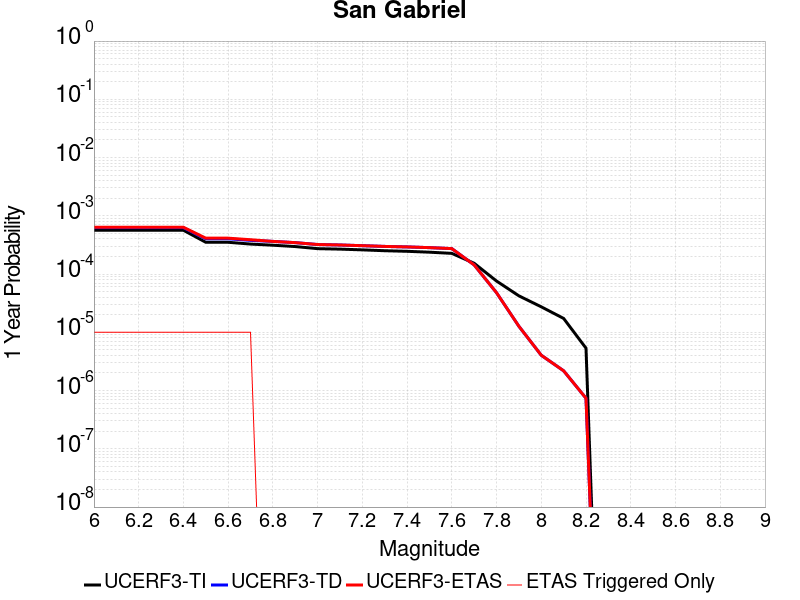 San Gabriel
10^0
10^-1
10^-2
10^-3
10^-4
10^-5
10^-6
10^-7
10^-8
1 Year Probability
6 6.2 6.4 6.6 6.8 7 7.2 7.4 7.6 7.8 8 8.2 8.4 8.6 8.8 9
Magnitude
UCERF3-TI UCERF3-TD UCERF3-ETAS ETAS Triggered Only